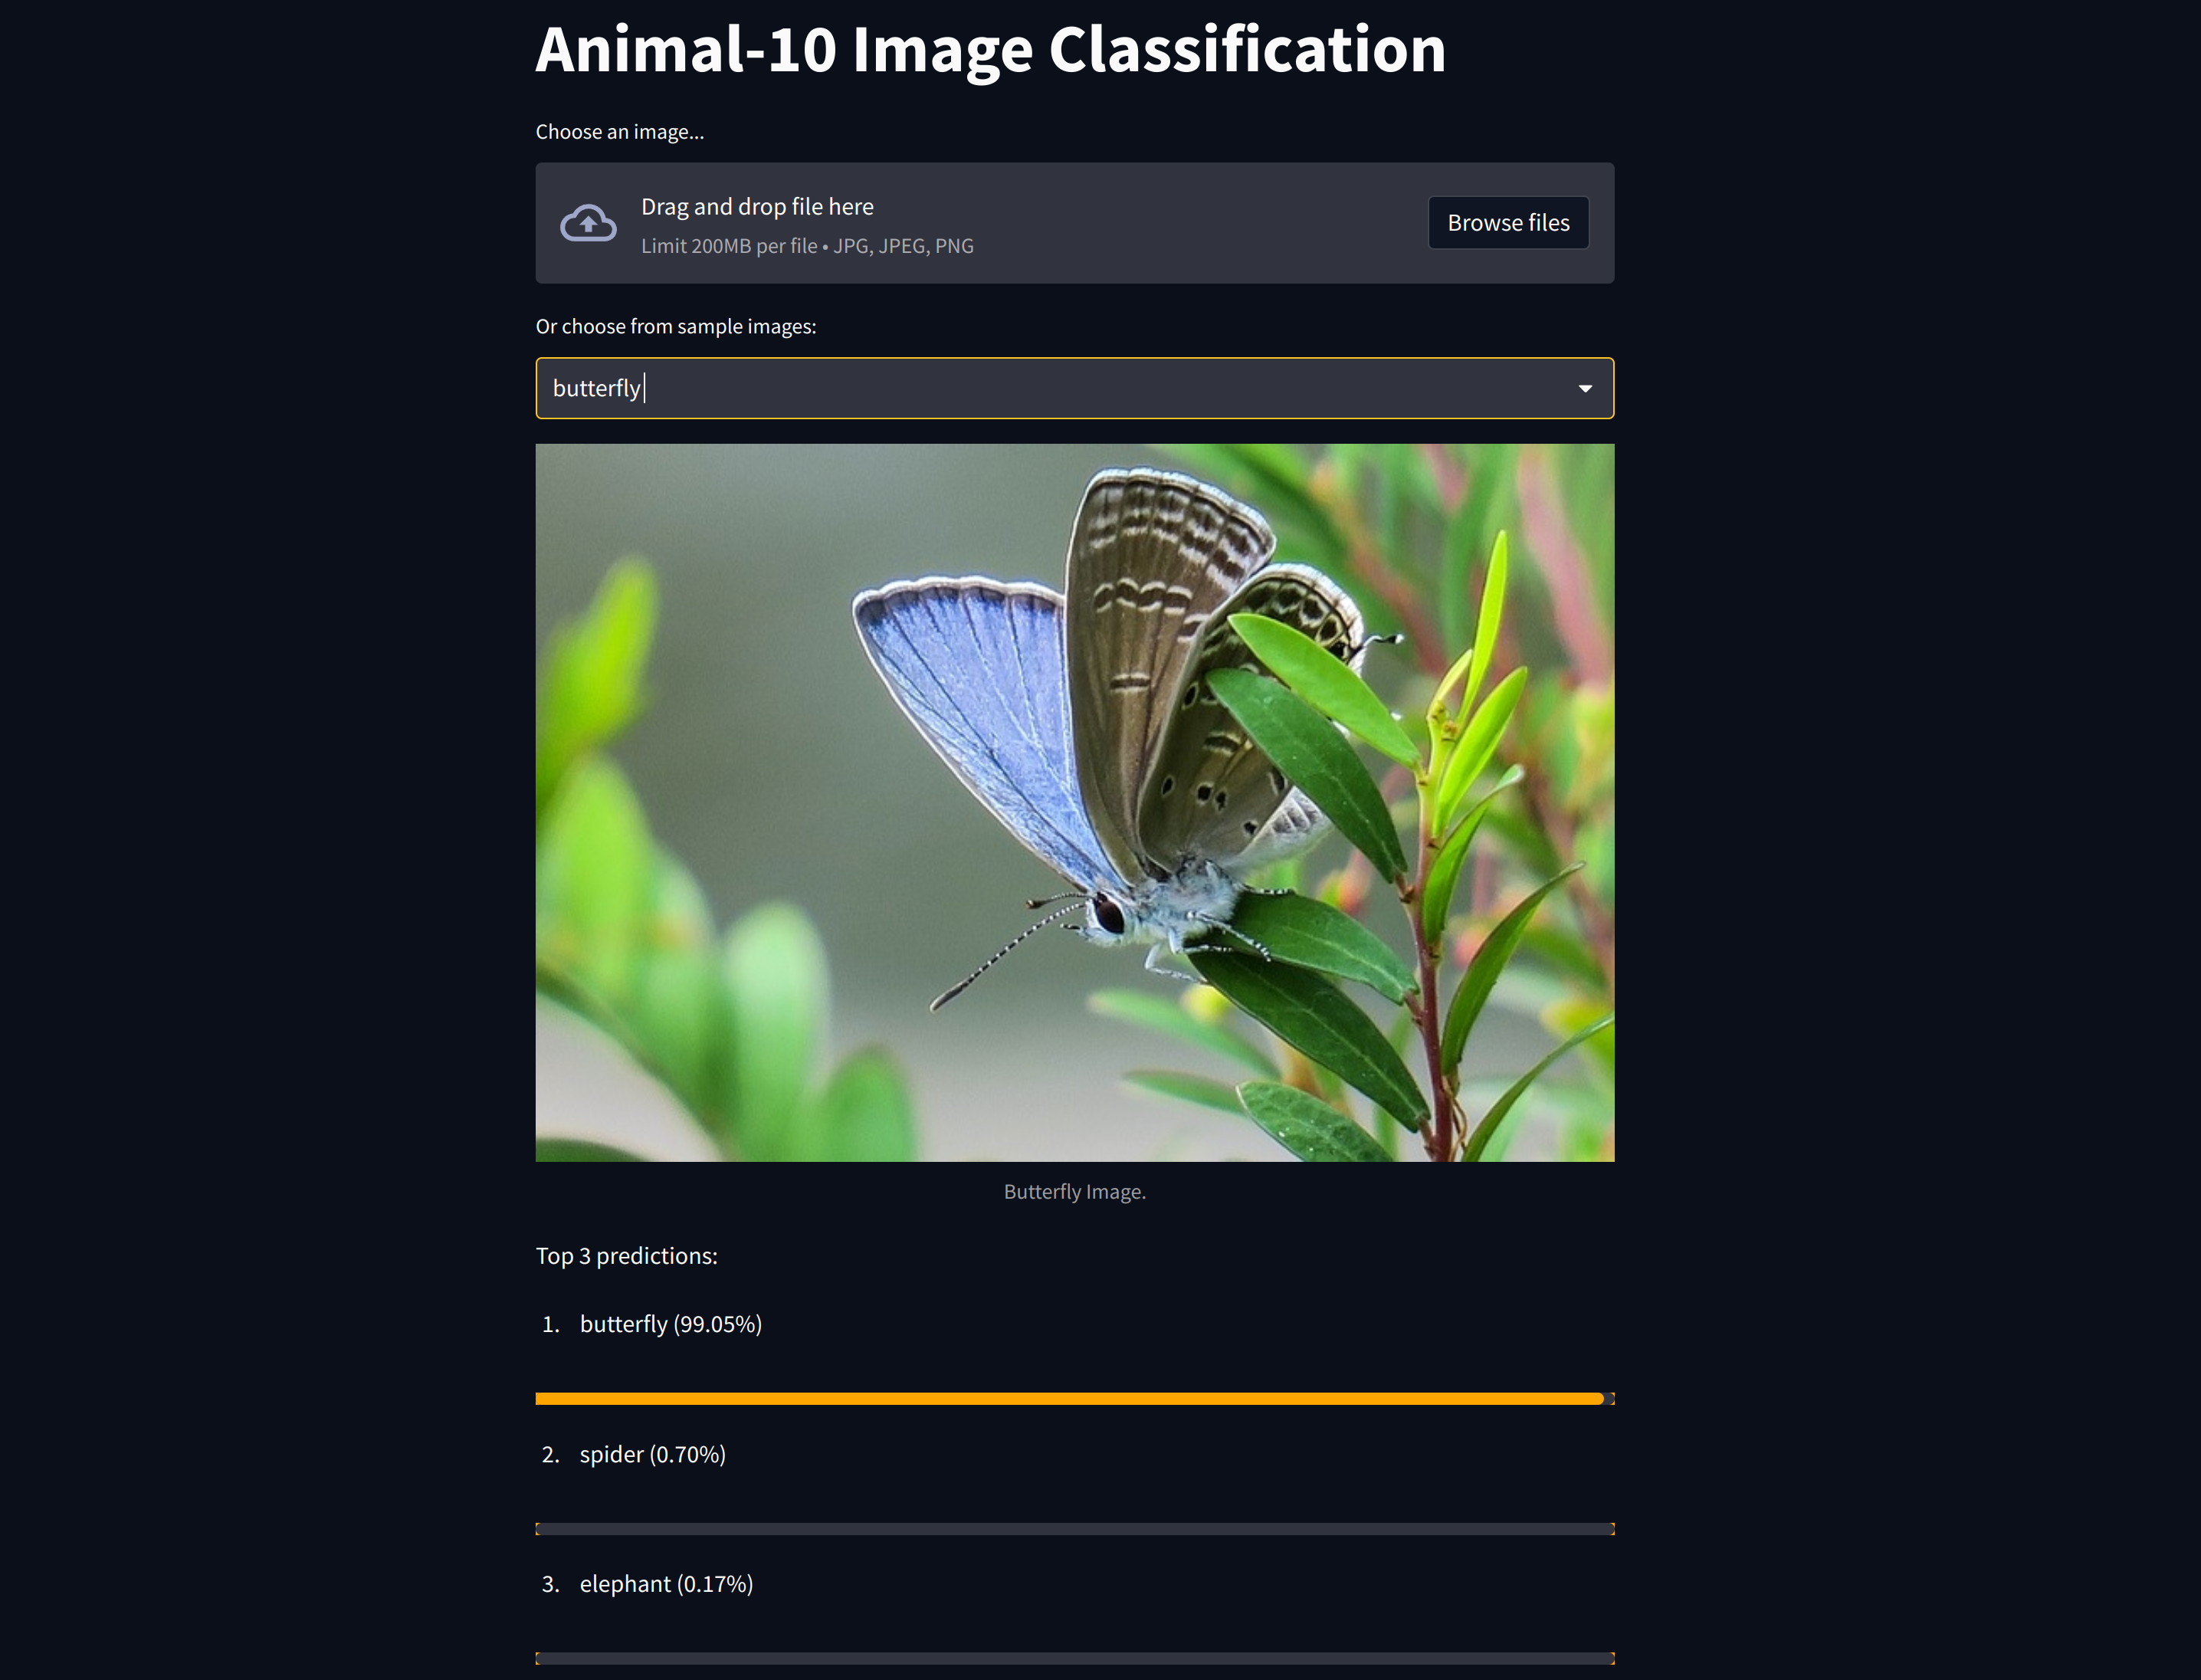 Animal-10 Image Classification
Choose an image...
Drag and drop file here
Limit 200MB per file • JPG, JPEG, PNG
Browse files
Or choose from sample images:
butterfly
Butterfly Image.
Top 3 predictions:
1. butterfly (99.05%)
2. spider (0.70%)
3. elephant (0.17%)